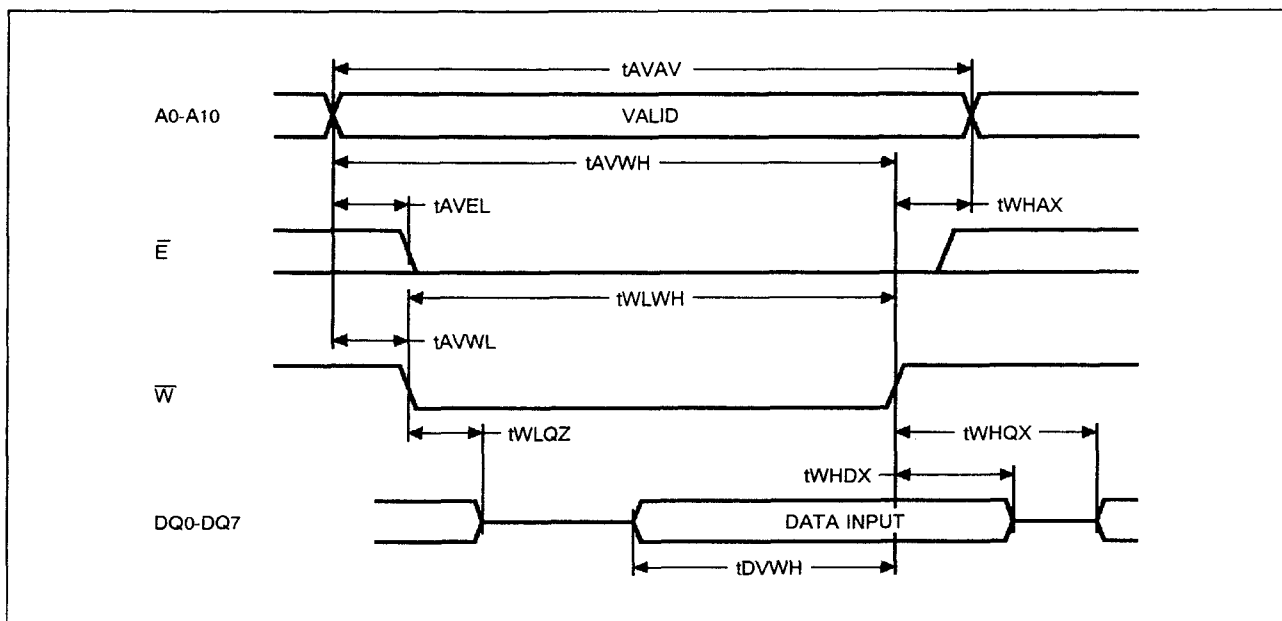 tAVAV
A0-A10
VALID
tAVWH
tAVEL
tWHAX
E̅
tWLWH
tAVWL
W̅
tWLQZ
tWHQX
tWHDX
DQ0-DQ7
DATA INPUT
tDVWH